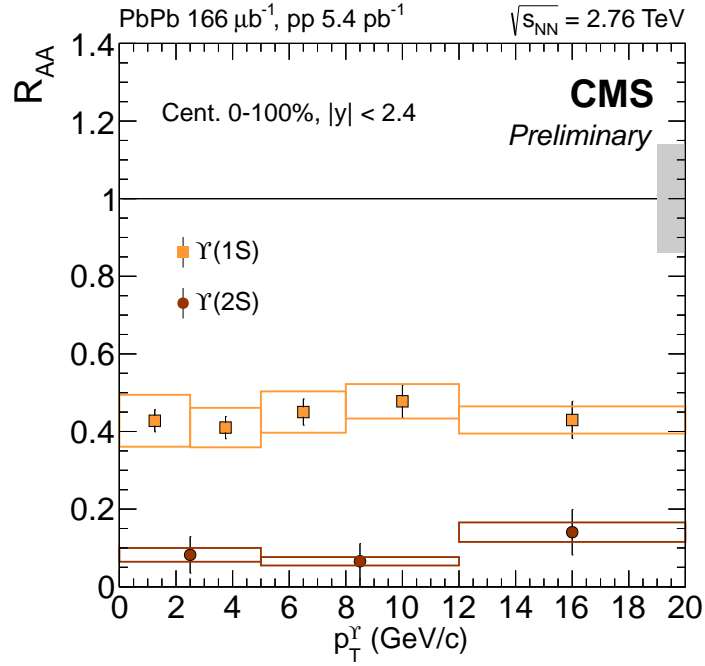 PbPb 166 μb⁻¹, pp 5.4 pb⁻¹ √s_NN = 2.76 TeV
R_AA
1.4
CMS
Cent. 0-100%, |y| < 2.4
Preliminary
1.2
1
ϒ(1S)
0.8
ϒ(2S)
0.6
0.4
0.2
0
0 2 4 6 8 10 12 14 16 18 20
p_T^ϒ (GeV/c)